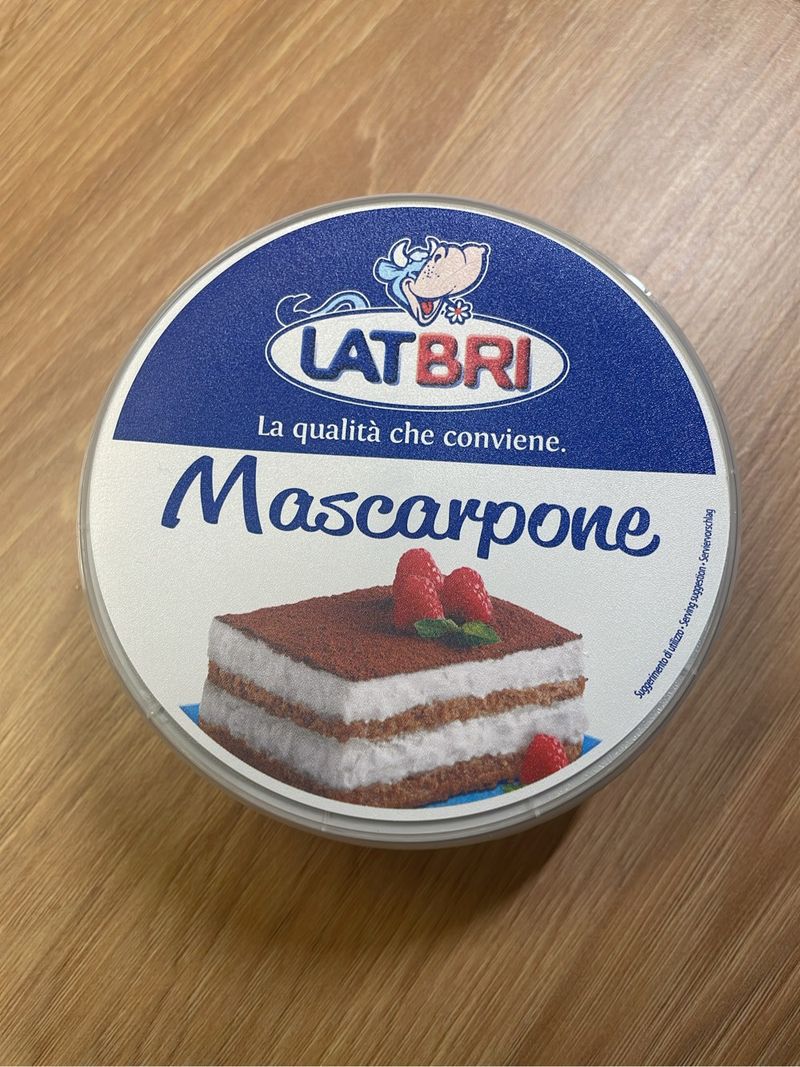 LATBRI
La qualità che conviene.
Mascarpone
Suggerimento di utilizzo • Serving suggestion • Serviervorschlag